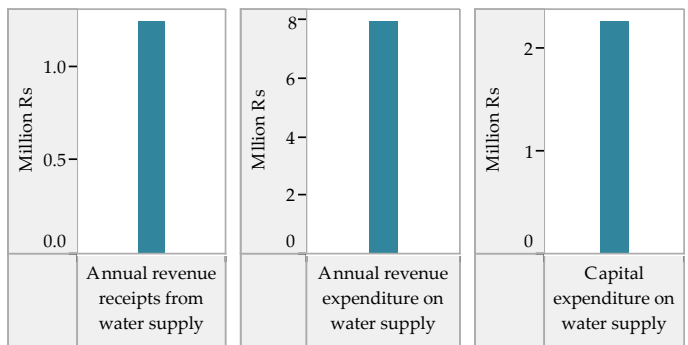 Million Rs
1.0
0.5
0.0
Annual revenue
receipts from
water supply
Mllion Rs
8
6
4
2
0
Annual revenue
expenditure on
water supply
Million Rs
2
1
0
Capital
expenditure on
water supply